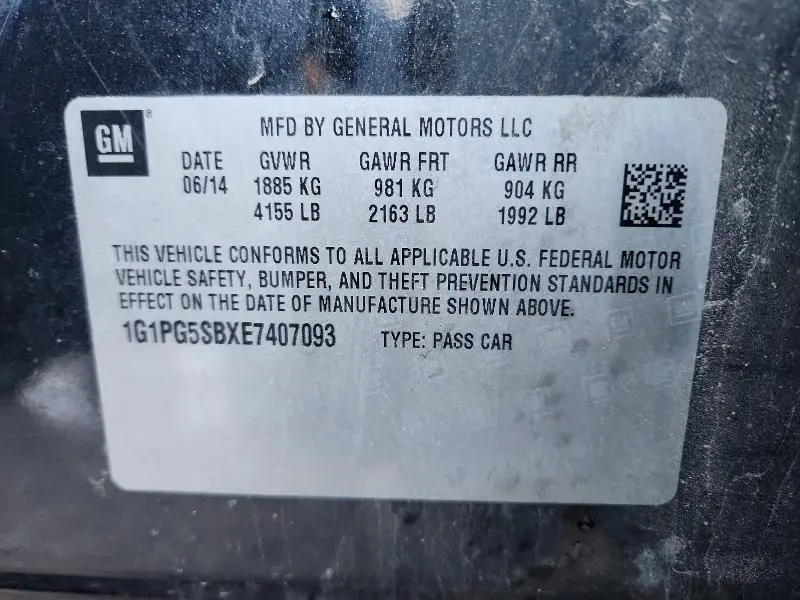 GM ®
MFD BY GENERAL MOTORS LLC
DATE GVWR GAWR FRT GAWR RR
06/14 1885 KG 981 KG 904 KG
4155 LB 2163 LB 1992 LB
THIS VEHICLE CONFORMS TO ALL APPLICABLE U.S. FEDERAL MOTOR
VEHICLE SAFETY, BUMPER, AND THEFT PREVENTION STANDARDS IN
EFFECT ON THE DATE OF MANUFACTURE SHOWN ABOVE.
1G1PG5SBXE7407093 TYPE: PASS CAR